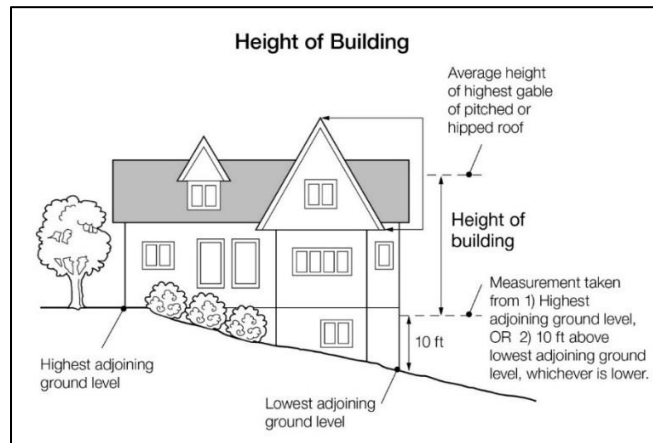 Height of Building
Average height
of highest gable
of pitched or
hipped roof
Height of
building
Measurement taken
from 1) Highest
adjoining ground level,
OR 2) 10 ft above
lowest adjoining ground
level, whichever is lower.
10 ft
Highest adjoining
ground level
Lowest adjoining
ground level